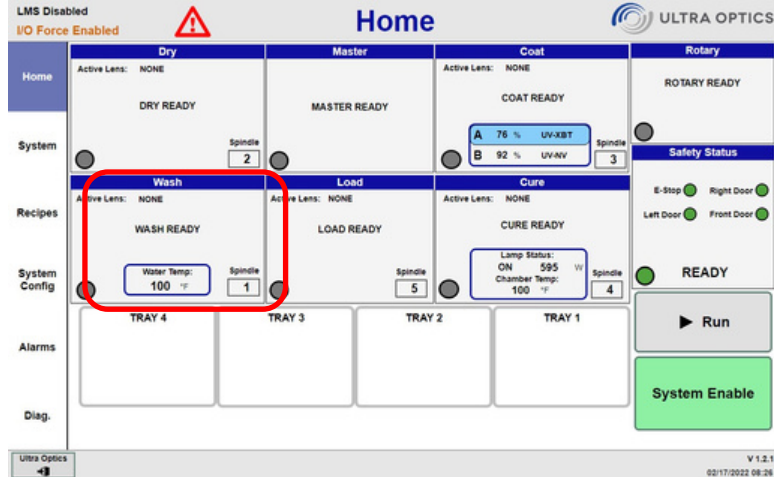 LMS Disabled
I/O Force Enabled
Home
ULTRA OPTICS
Home
System
Recipes
System
Config
Alarms
Diag.
Dry
Active Lens: NONE
DRY READY
Spindle
2
Master
MASTER READY
Coat
Active Lens: NONE
COAT READY
A 76 % UV-XBT
B 92 % UV-NV
Spindle
3
Rotary
ROTARY READY
Wash
Active Lens: NONE
WASH READY
Water Temp:
100 °F
Spindle
1
Load
Active Lens: NONE
LOAD READY
Spindle
5
Cure
Active Lens: NONE
CURE READY
Lamp Status:
ON 595 W
Chamber Temp:
100 °F
Spindle
4
Safety Status
E-Stop Right Door
Left Door Front Door
READY
TRAY 4
TRAY 3
TRAY 2
TRAY 1
Run
System Enable
Ultra Optics
V 1.2.1
02/17/2022 08:26